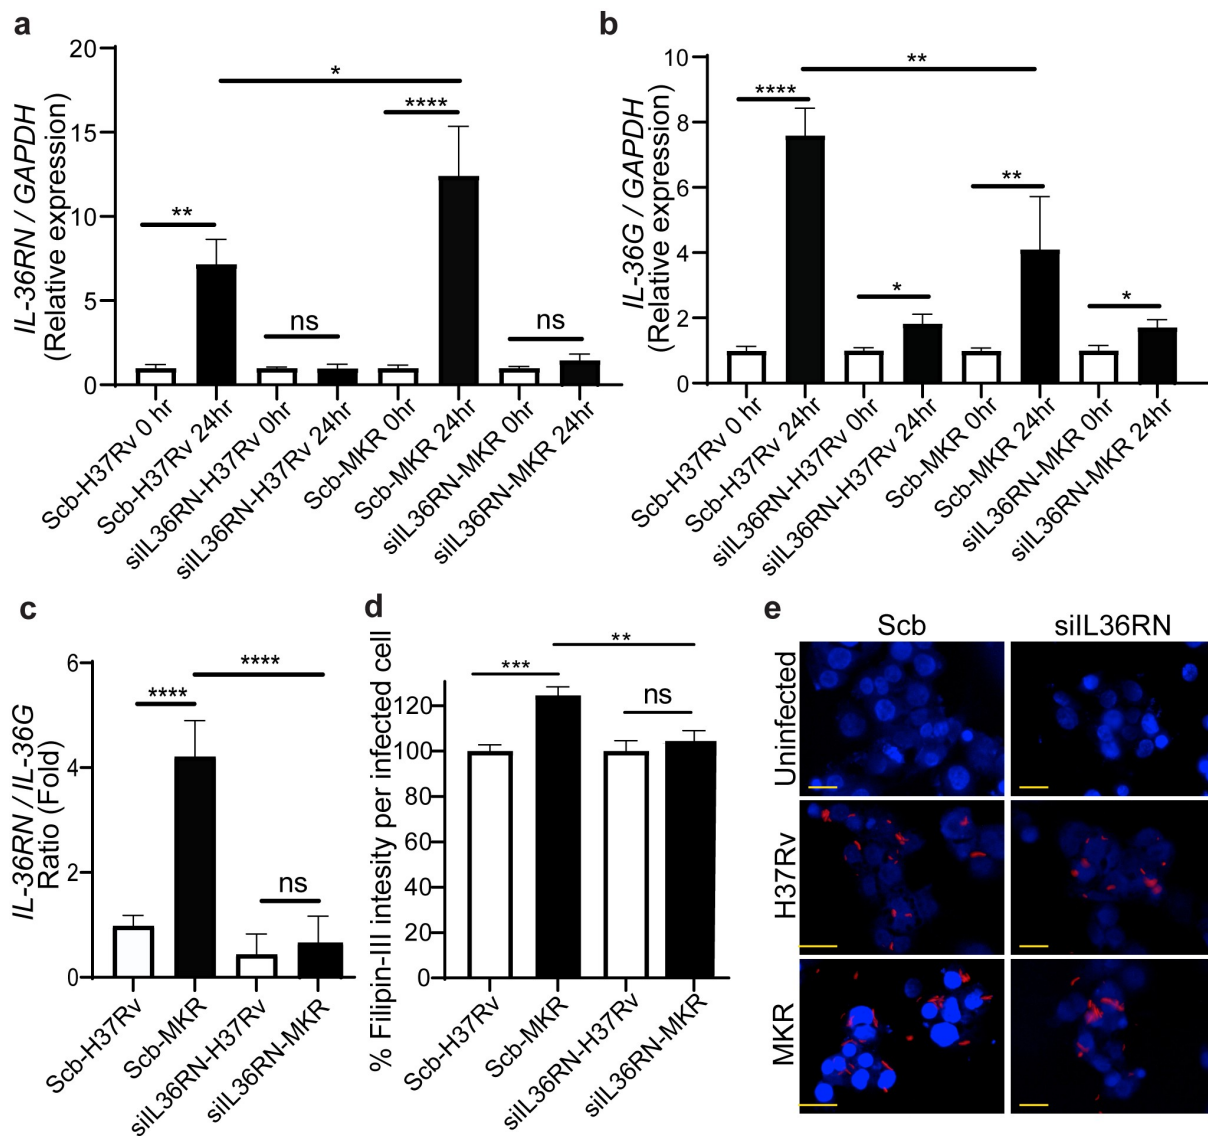 a
IL-36RN / GAPDH
(Relative expression)
20
15
10
5
0
*
****
**
ns
ns
Scb-H37Rv 0 hr
Scb-H37Rv 24hr
siIL36RN-H37Rv 0hr
siIL36RN-H37Rv 24hr
Scb-MKR 0hr
Scb-MKR 24hr
siIL36RN-MKR 0hr
siIL36RN-MKR 24hr
b
IL-36G / GAPDH
(Relative expression)
10
8
6
4
2
0
**
****
**
*
*
Scb-H37Rv 0 hr
Scb-H37Rv 24hr
siIL36RN-H37Rv 0hr
siIL36RN-H37Rv 24hr
Scb-MKR 0hr
Scb-MKR 24hr
siIL36RN-MKR 0hr
siIL36RN-MKR 24hr
c
IL-36RN / IL-36G
Ratio (Fold)
6
4
2
0
****
****
ns
Scb-H37Rv
Scb-MKR
siIL36RN-H37Rv
siIL36RN-MKR
d
% Filipin-III intesity per infected cell
120
100
80
60
40
20
0
**
***
ns
Scb-H37Rv
Scb-MKR
siIL36RN-H37Rv
siIL36RN-MKR
e
Scb
siIL36RN
Uninfected
H37Rv
MKR